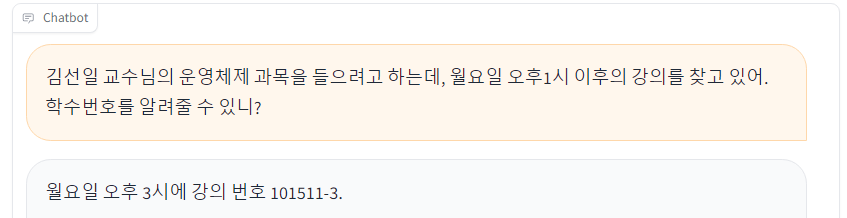 Chatbot
김선일 교수님의 운영체제 과목을 들으려고 하는데, 월요일 오후1시 이후의 강의를 찾고 있어.
학수번호를 알려줄 수 있니?
월요일 오후 3시에 강의 번호 101511-3.